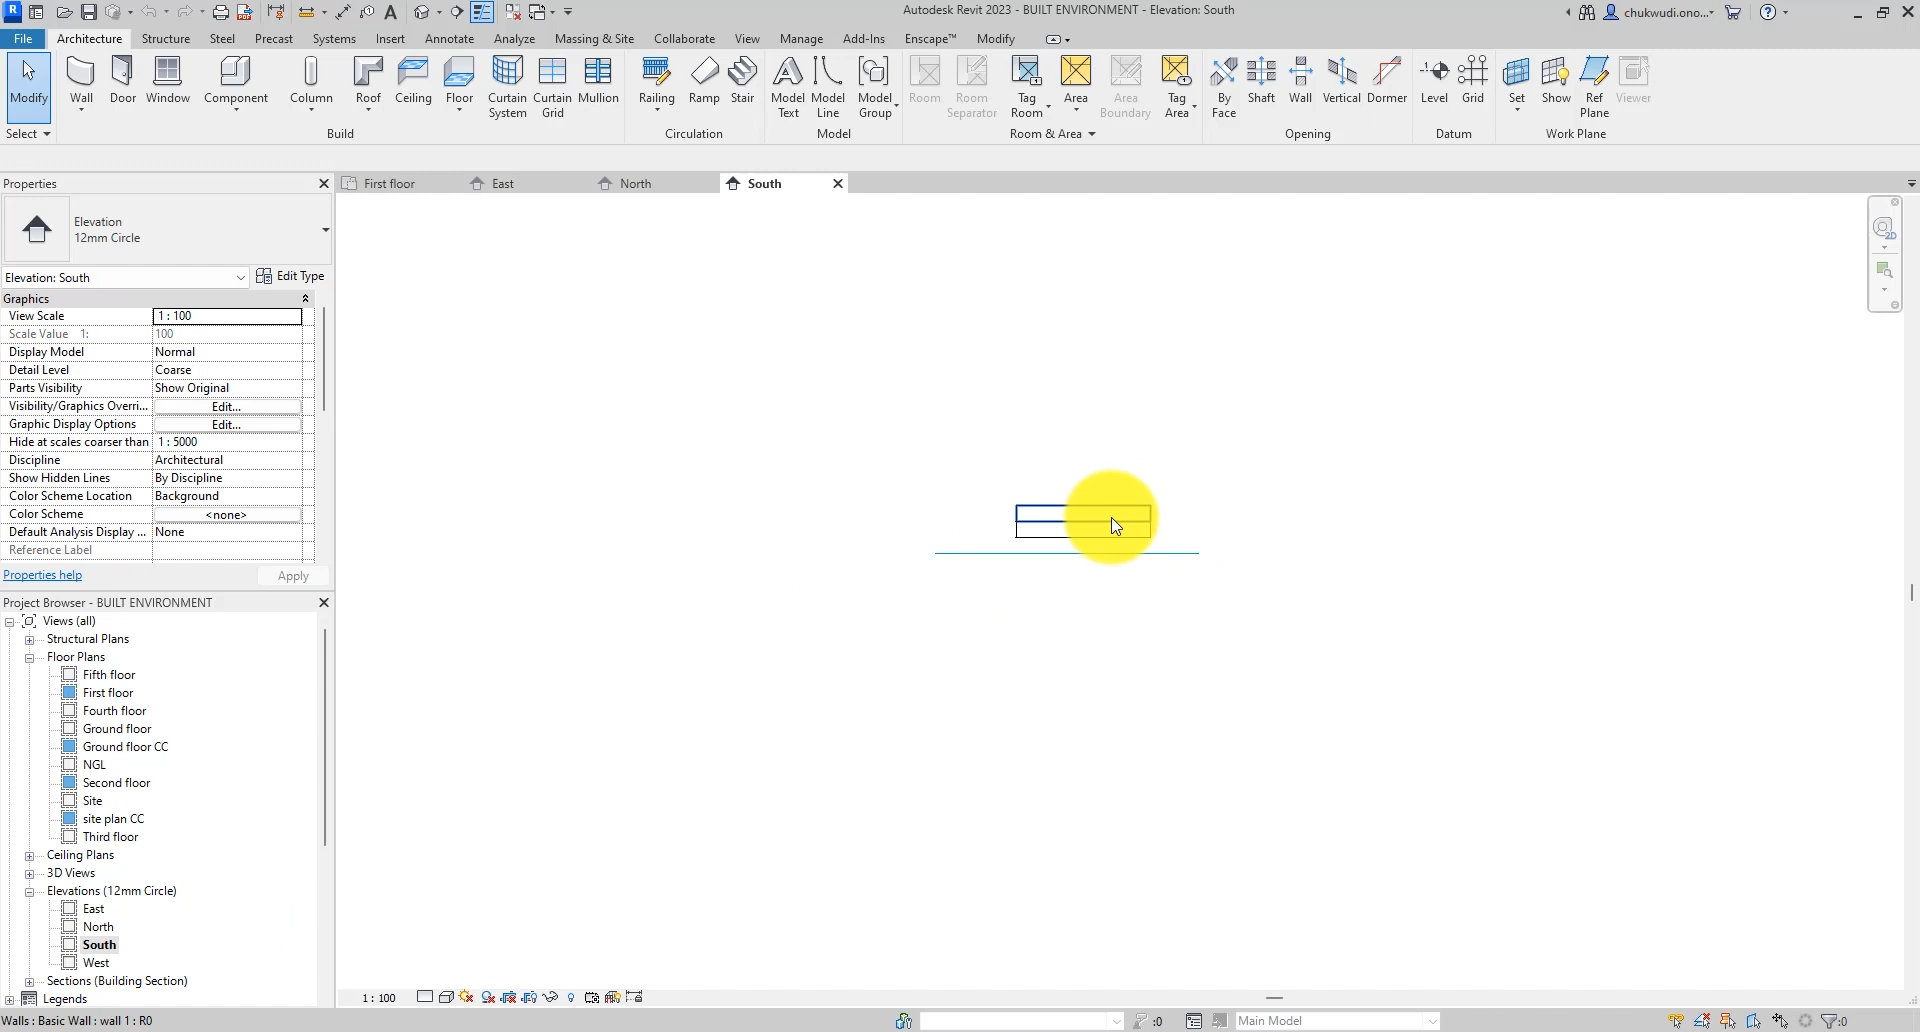 Autodesk Revit 2023 - BUILT ENVIRONMENT - Elevation: South
chukwudi.ono...
File Architecture Structure Steel Precast Systems Insert Annotate Analyze Massing & Site Collaborate View Manage Add-Ins Enscape™ Modify
Modify Wall Door Window Component Column Roof Ceiling Floor Curtain System Curtain Grid Mullion Railing Ramp Stair Model Text Model Line Model Group Room Room Separator Tag Room Area Area Boundary Tag Area By Face Shaft Wall Vertical Dormer Level Grid Set Show Ref Plane Viewer
Select Build Circulation Model Room & Area Opening Datum Work Plane
Properties
First floor East North South
Elevation
12mm Circle
Elevation: South Edit Type
Graphics
View Scale 1 : 100
Scale Value 1: 100
Display Model Normal
Detail Level Coarse
Parts Visibility Show Original
Visibility/Graphics Overri... Edit...
Graphic Display Options Edit...
Hide at scales coarser than 1 : 5000
Discipline Architectural
Show Hidden Lines By Discipline
Color Scheme Location Background
Color Scheme <none>
Default Analysis Display ... None
Reference Label
Properties help Apply
Project Browser - BUILT ENVIRONMENT
Views (all)
Structural Plans
Floor Plans
Fifth floor
First floor
Fourth floor
Ground floor
Ground floor CC
NGL
Second floor
Site
site plan CC
Third floor
Ceiling Plans
3D Views
Elevations (12mm Circle)
East
North
South
West
Sections (Building Section)
Legends
1 : 100
Walls : Basic Wall : wall 1 : R0
:0
Main Model
:0
2D